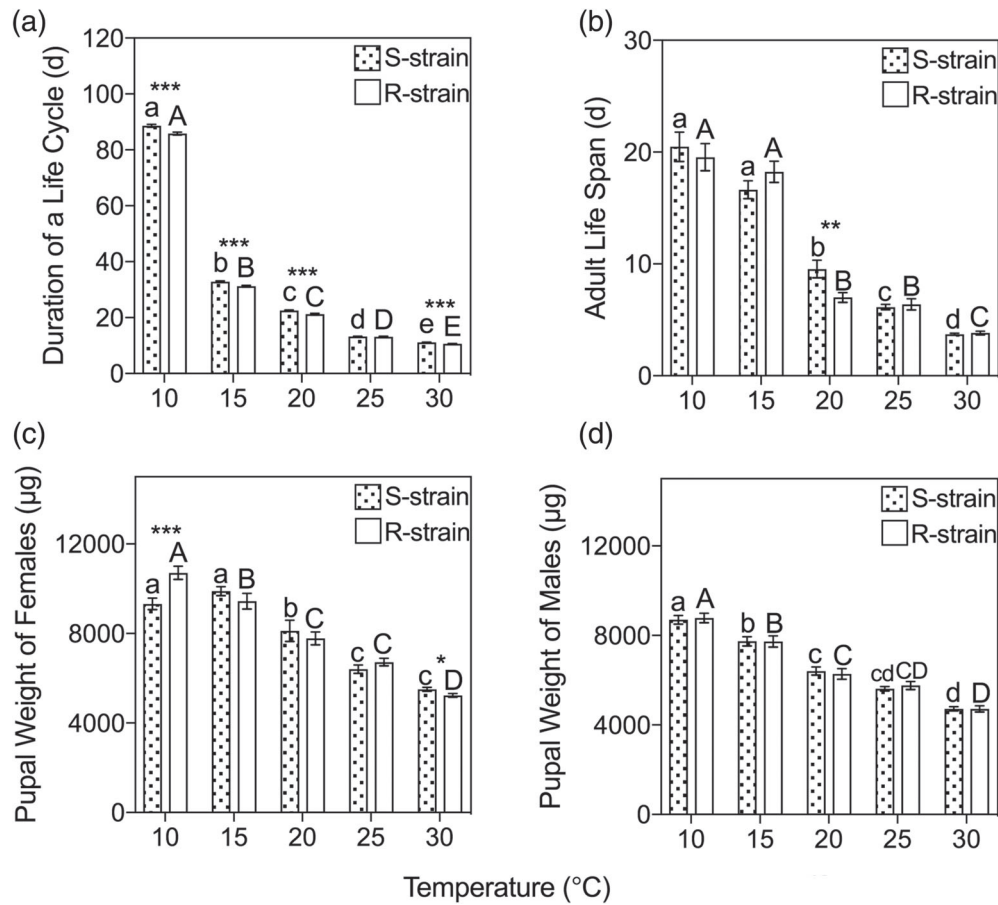 (a)
Duration of a Life Cycle (d)
120
100
80
60
40
20
0
S-strain
R-strain
***
a A
***
b B
***
c C
d D
***
e E
10 15 20 25 30
(b)
Adult Life Span (d)
30
20
10
0
S-strain
R-strain
a A
a A
**
b B
c B
d C
10 15 20 25 30
(c)
Pupal Weight of Females (µg)
12000
8000
4000
0
S-strain
R-strain
***
a A
a B
b C
c C
*
c D
10 15 20 25 30
(d)
Pupal Weight of Males (µg)
12000
8000
4000
0
S-strain
R-strain
a A
b B
c C
cd CD
d D
10 15 20 25 30
Temperature (°C)